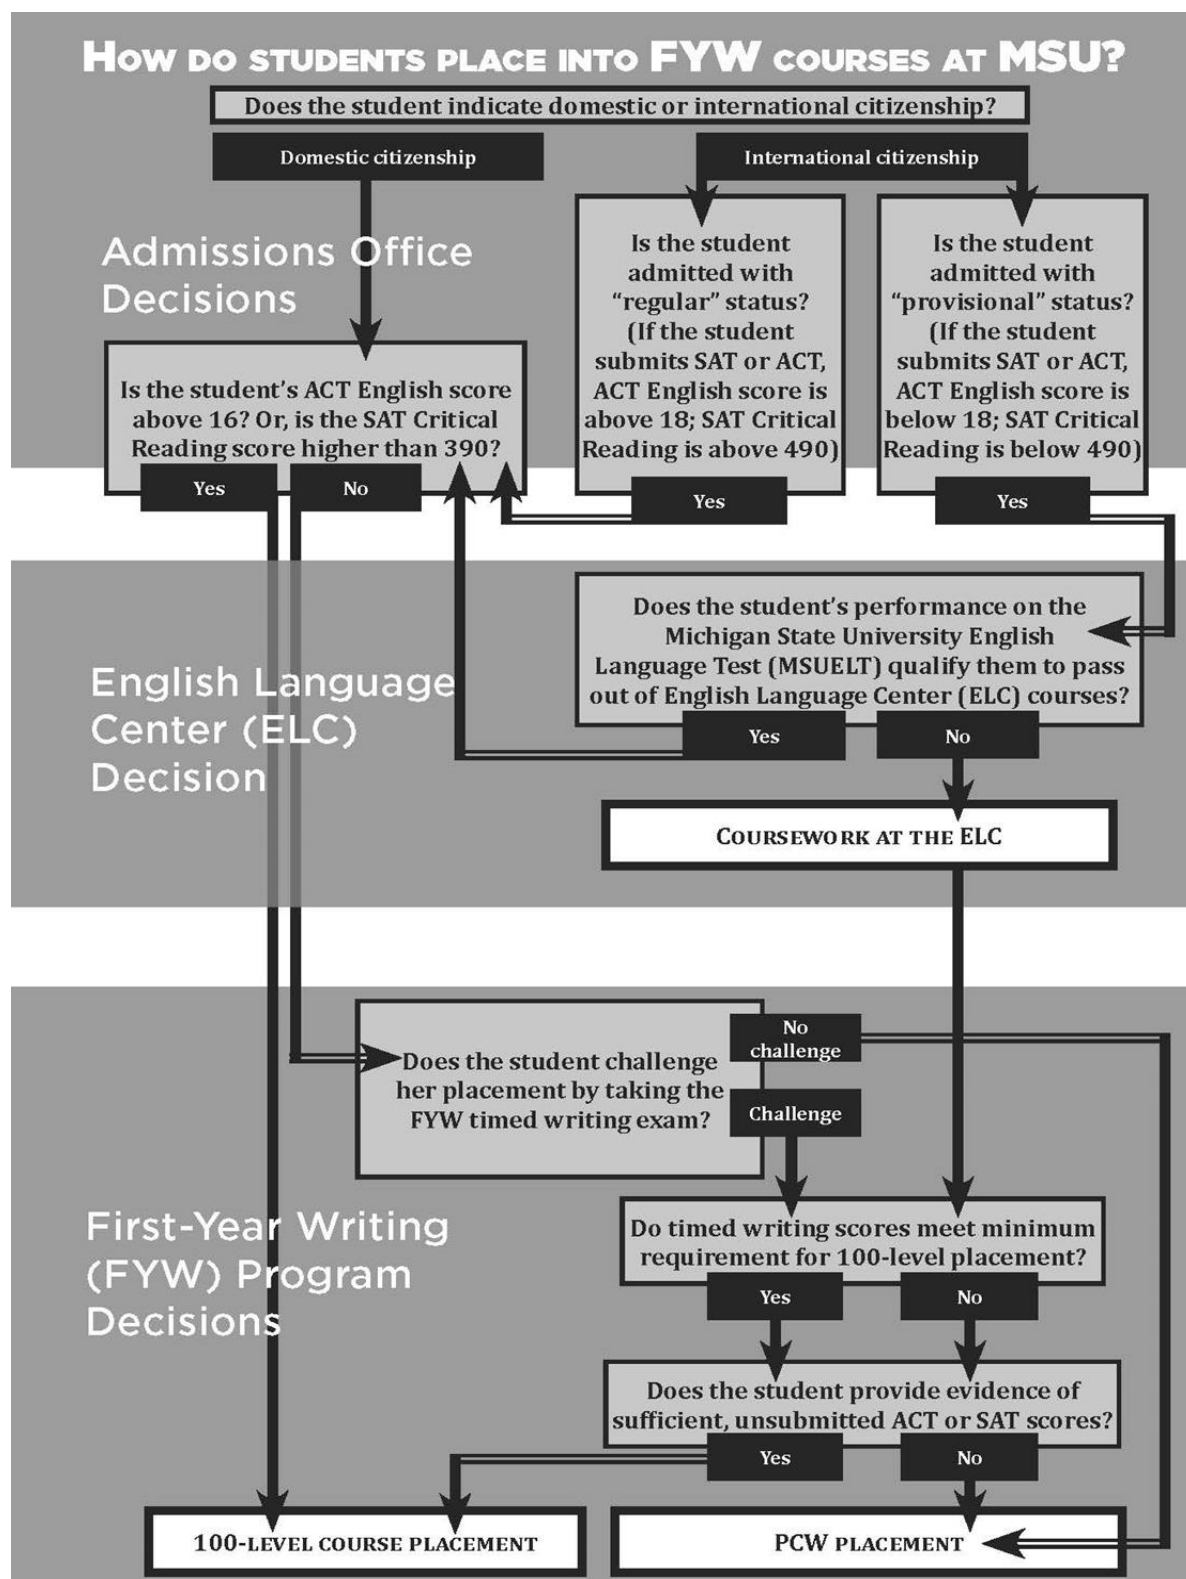 HOW DO STUDENTS PLACE INTO FYW COURSES AT MSU?
Does the student indicate domestic or international citizenship?
Domestic citizenship
International citizenship
Admissions Office
Decisions
Is the student's ACT English score
above 16? Or, is the SAT Critical
Reading score higher than 390?
Yes
No
Is the student
admitted with
“regular” status?
(If the student
submits SAT or ACT,
ACT English score is
above 18; SAT Critical
Reading is above 490)
Yes
Is the student
admitted with
“provisional” status?
(If the student
submits SAT or ACT,
ACT English score is
below 18; SAT Critical
Reading is below 490)
Yes
English Language
Center (ELC)
Decision
Does the student's performance on the
Michigan State University English
Language Test (MSUELT) qualify them to pass
out of English Language Center (ELC) courses?
Yes
No
COURSEWORK AT THE ELC
First-Year Writing
(FYW) Program
Decisions
Does the student challenge
her placement by taking the
FYW timed writing exam?
No
challenge
Challenge
Do timed writing scores meet minimum
requirement for 100-level placement?
Yes
No
Does the student provide evidence of
sufficient, unsubmitted ACT or SAT scores?
Yes
No
100-LEVEL COURSE PLACEMENT
PCW PLACEMENT